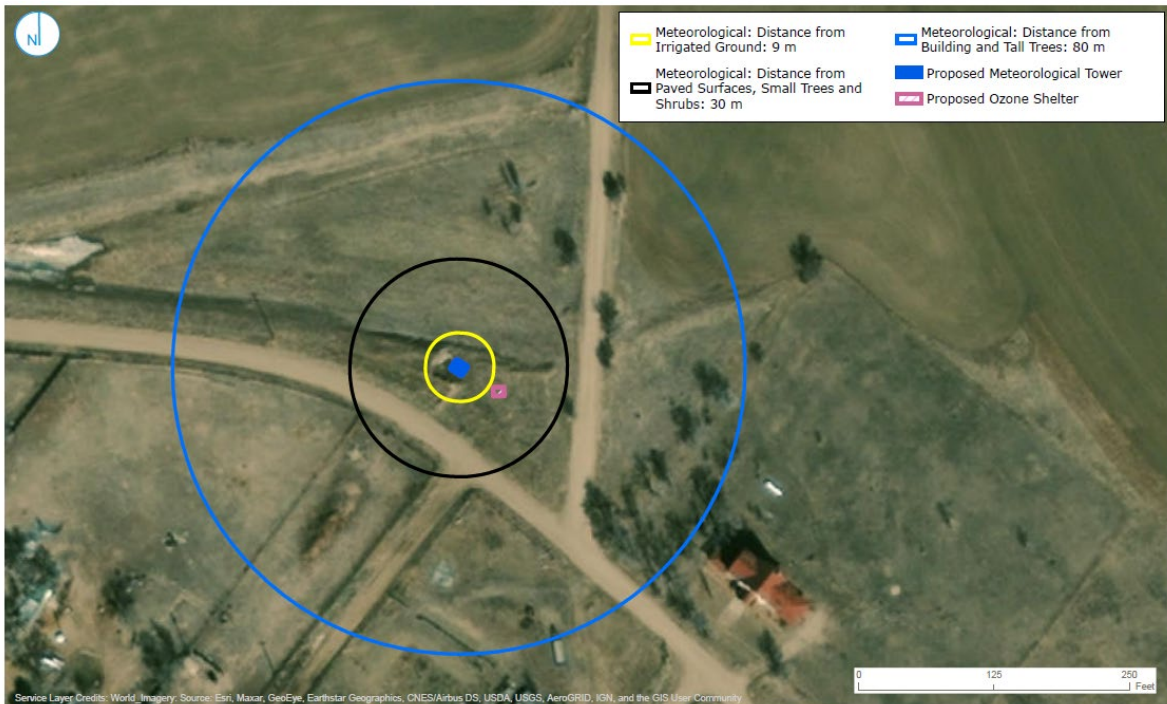 N
Meteorological: Distance from
Irrigated Ground: 9 m
Meteorological: Distance from
Paved Surfaces, Small Trees and
Shrubs: 30 m
Meteorological: Distance from
Building and Tall Trees: 80 m
Proposed Meteorological Tower
Proposed Ozone Shelter
0 125 250
Feet
Service Layer Credits: World_Imagery: Source: Esri, Maxar, GeoEye, Earthstar Geographics, CNES/Airbus DS, USDA, USGS, AeroGRID, IGN, and the GIS User Community